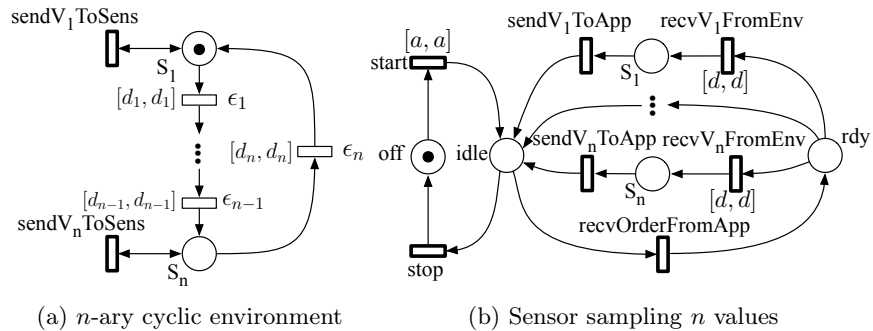 sendV₁ToSens
S₁
[d₁, d₁] ϵ₁
[dₙ, dₙ] ϵₙ
[dₙ₋₁, dₙ₋₁] ϵₙ₋₁
sendVₙToSens
Sₙ
(a) n-ary cyclic environment
sendV₁ToApp recvV₁FromEnv
[a, a]
start
S₁
[d, d]
sendVₙToApp recvVₙFromEnv
off idle rdy
Sₙ
[d, d]
recvOrderFromApp
stop
(b) Sensor sampling n values